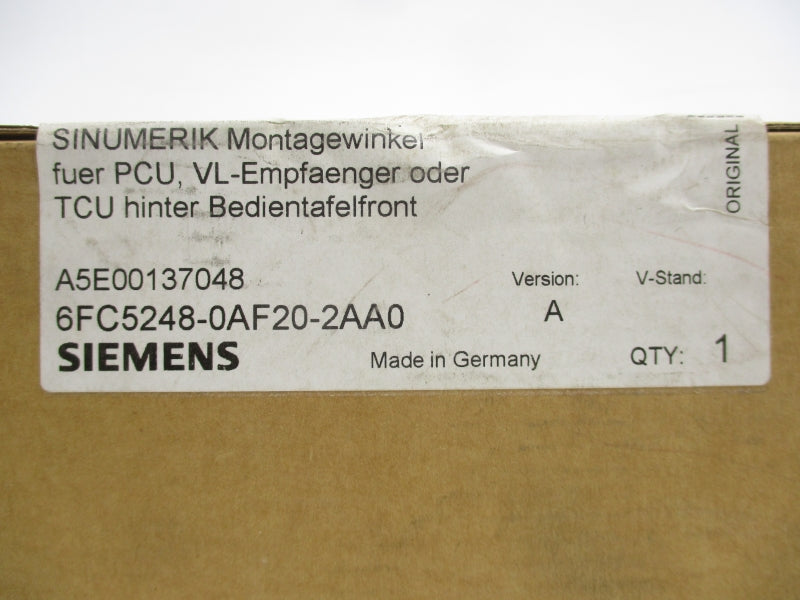 SINUMERIK Montagewinkel
fuer PCU, VL-Empfaenger oder
TCU hinter Bedientafelfront
ORIGINAL
A5E00137048
Version:
V-Stand:
6FC5248-0AF20-2AA0
A
SIEMENS
Made in Germany
QTY: 1